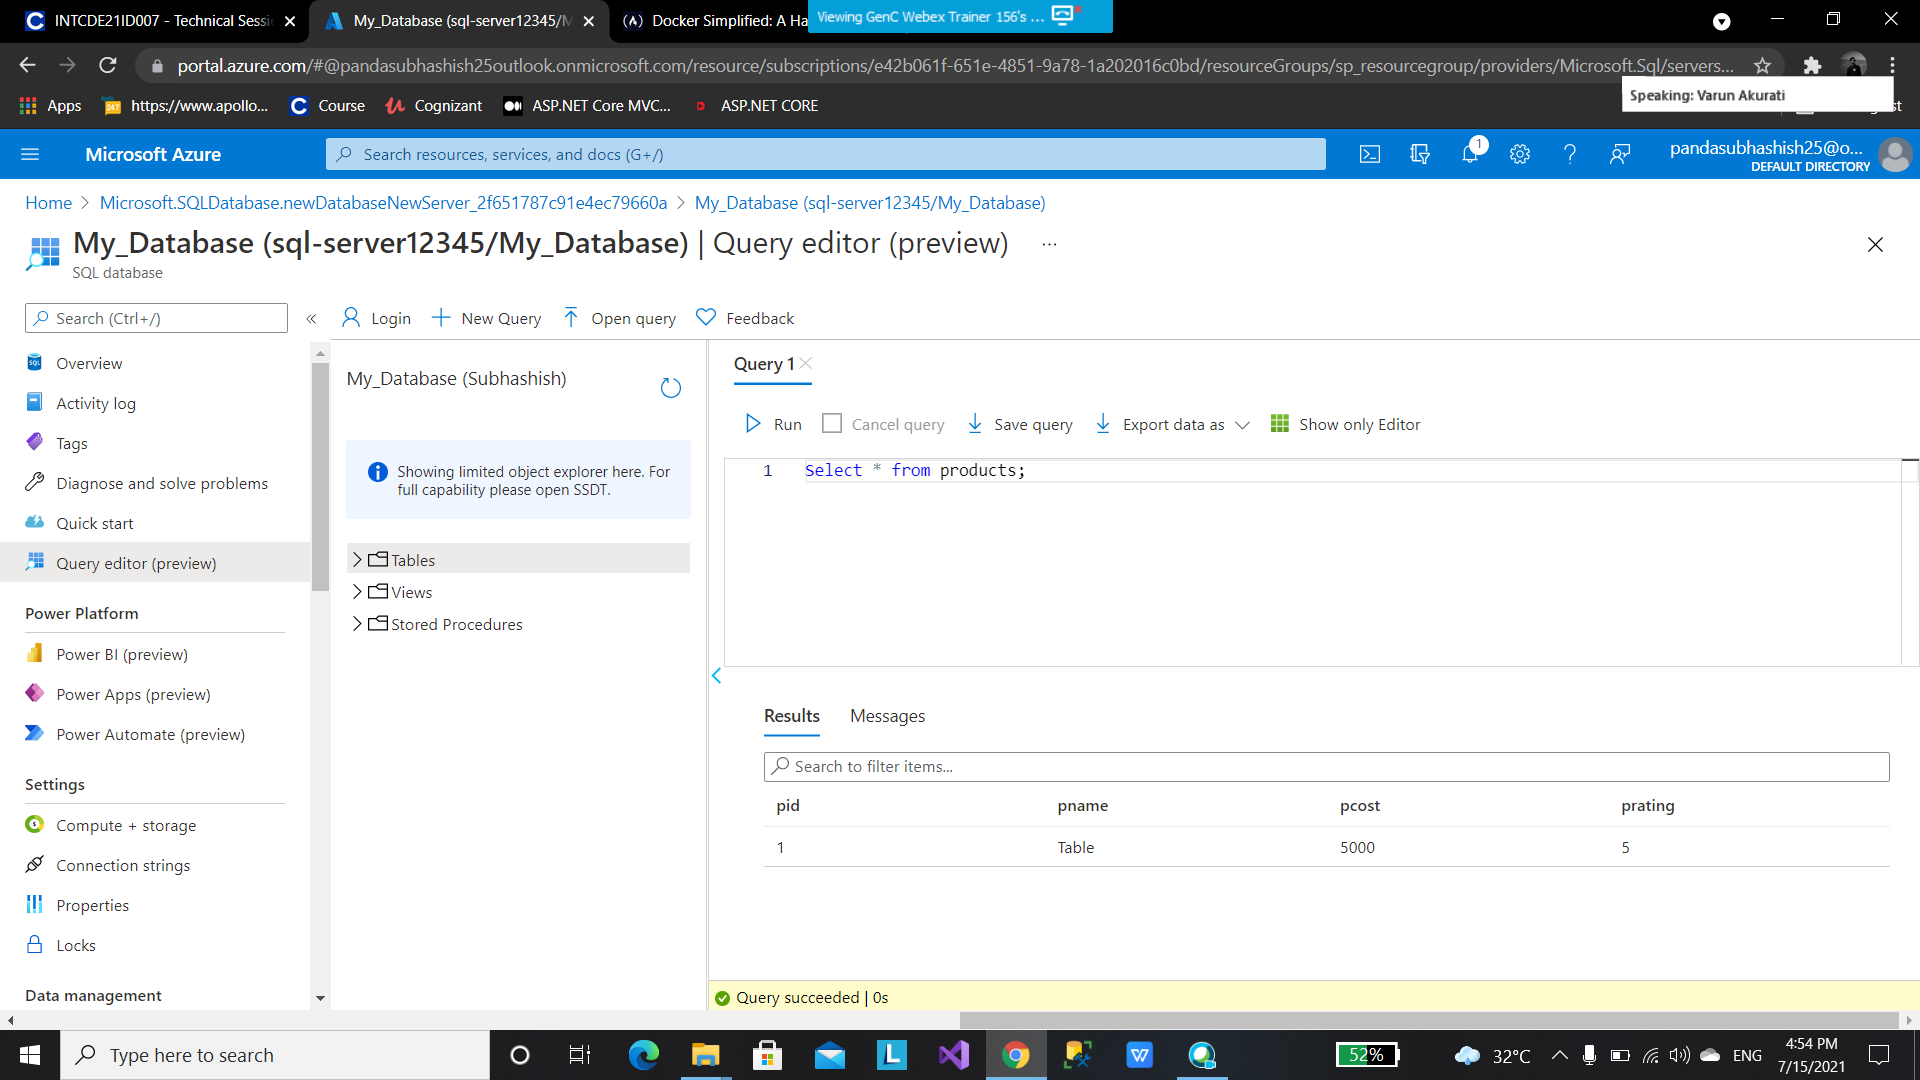 INTCDE21ID007 - Technical Sessi
My_Database (sql-server12345/M
Docker Simplified: A Ha
Viewing GenC Webex Trainer 156's ...
portal.azure.com/#@pandasubhashish25outlook.onmicrosoft.com/resource/subscriptions/e42b061f-651e-4851-9a78-1a202016c0bd/resourceGroups/sp_resourcegroup/providers/Microsoft.Sql/servers...
Speaking: Varun Akurati
Apps
https://www.apollo...
Course
Cognizant
ASP.NET Core MVC...
ASP.NET CORE
Microsoft Azure
Search resources, services, and docs (G+/)
1
pandasubhashish25@o...
DEFAULT DIRECTORY
Home > Microsoft.SQLDatabase.newDatabaseNewServer_2f651787c91e4ec79660a > My_Database (sql-server12345/My_Database)
My_Database (sql-server12345/My_Database) | Query editor (preview) ...
SQL database
Search (Ctrl+/)
«
Login
New Query
Open query
Feedback
Overview
Activity log
Tags
Diagnose and solve problems
Quick start
Query editor (preview)
Power Platform
Power BI (preview)
Power Apps (preview)
Power Automate (preview)
Settings
Compute + storage
Connection strings
Properties
Locks
Data management
My_Database (Subhashish)
Showing limited object explorer here. For
full capability please open SSDT.
Tables
Views
Stored Procedures
Query 1
Run
Cancel query
Save query
Export data as
Show only Editor
1 Select * from products;
Results
Messages
Search to filter items...
pid pname pcost prating
1 Table 5000 5
Query succeeded | 0s
Type here to search
52%
32°C
ENG
4:54 PM
7/15/2021